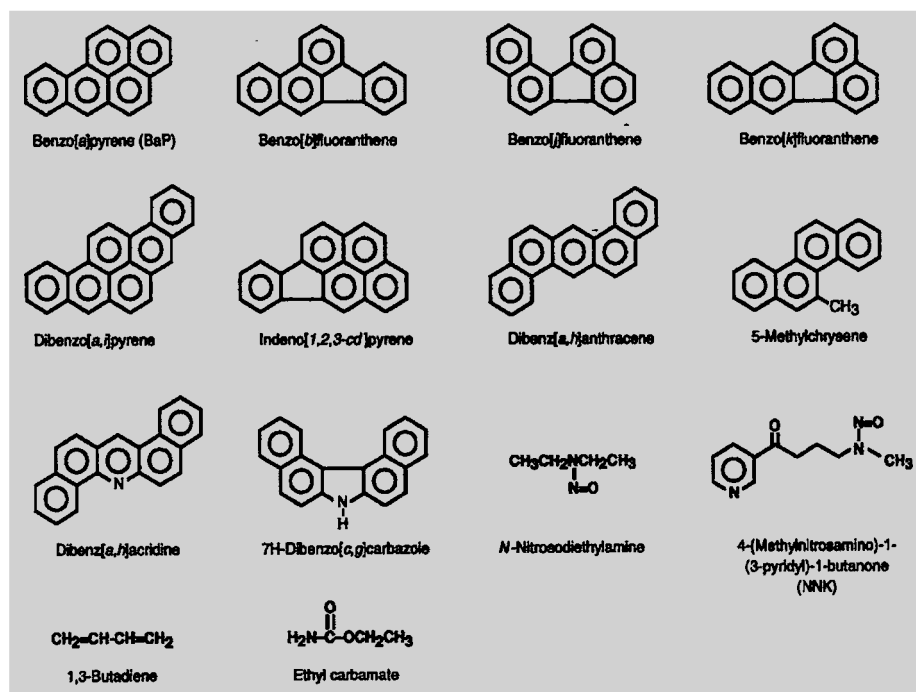 Benzo[a]pyrene (BaP)
Benzo[b]fluoranthene
Benzo[j]fluoranthene
Benzo[k]fluoranthene
Dibenzo[a,i]pyrene
Indeno[1,2,3-cd]pyrene
Dibenz[a,h]anthracene
CH3
5-Methylchrysene
N
Dibenz[a,h]acridine
N
H
7H-Dibenzo[c,g]carbazole
CH3CH2NCH2CH3
N=O
N-Nitrosodiethylamine
O
N=O
N
CH3
N
4-(Methylnitrosamino)-1-
(3-pyridyl)-1-butanone
(NNK)
CH2=CH-CH=CH2
1,3-Butadiene
O
H2N-C-OCH2CH3
Ethyl carbamate